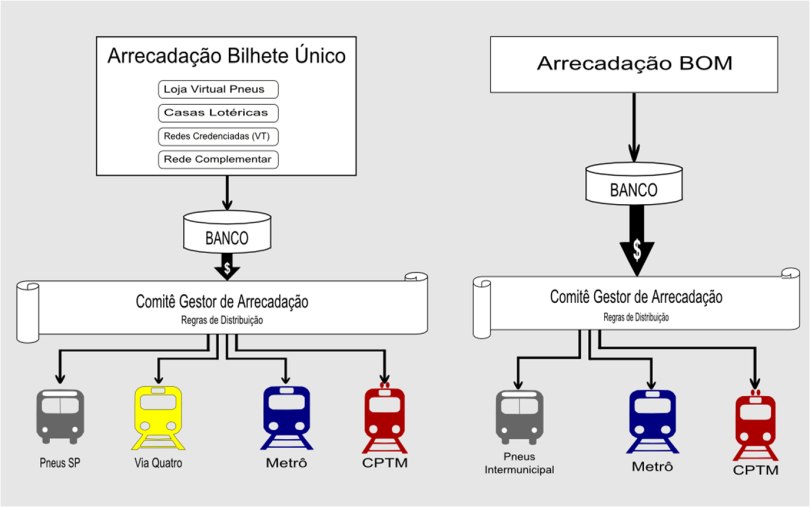 Arrecadação Bilhete Único
Loja Virtual Pneus
Casas Lotéricas
Redes Credenciadas (VT)
Rede Complementar
BANCO
$
Comitê Gestor de Arrecadação
Regras de Distribuição
Pneus SP
Via Quatro
Metrô
CPTM
Arrecadação BOM
BANCO
$
Comitê Gestor de Arrecadação
Regras de Distribuição
Pneus
Intermunicipal
Metrô
CPTM